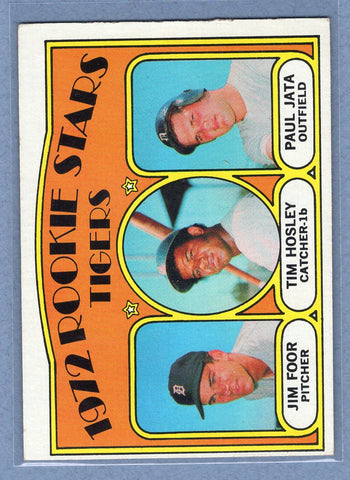 1972 ROOKIE STARS
TIGERS
JIM FOOR
PITCHER
TIM HOSLEY
CATCHER-1b
PAUL JATA
OUTFIELD